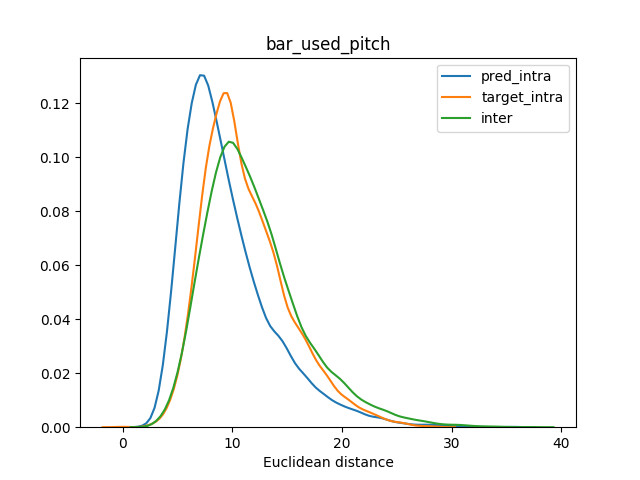 bar_used_pitch
pred_intra
target_intra
inter
0.12
0.10
0.08
0.06
0.04
0.02
0.00
0 10 20 30 40
Euclidean distance